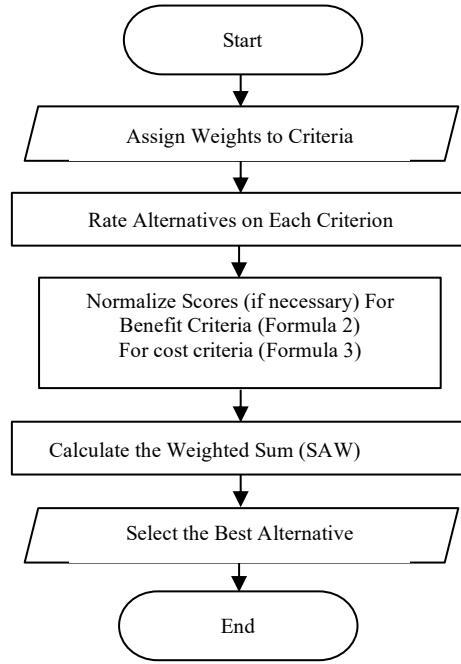 Start
Assign Weights to Criteria
Rate Alternatives on Each Criterion
Normalize Scores (if necessary) For
Benefit Criteria (Formula 2)
For cost criteria (Formula 3)
Calculate the Weighted Sum (SAW)
Select the Best Alternative
End